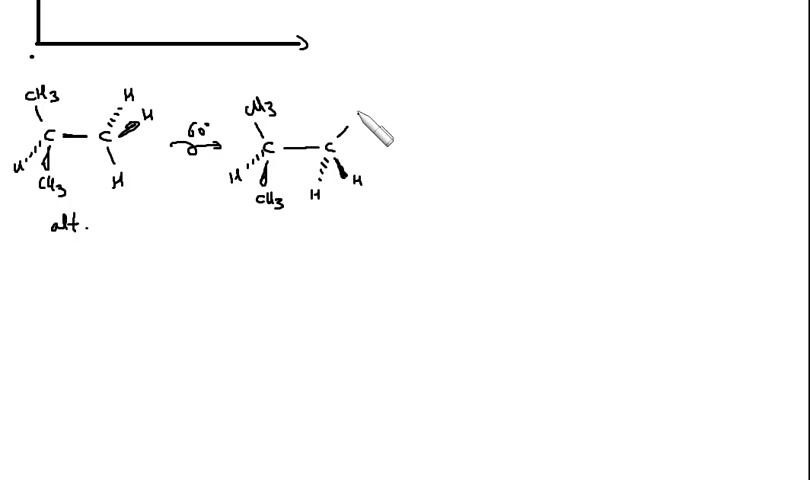 CH3 H H
C C
H CH3 H
alt.
60°
CH3
C C
H CH3 H H